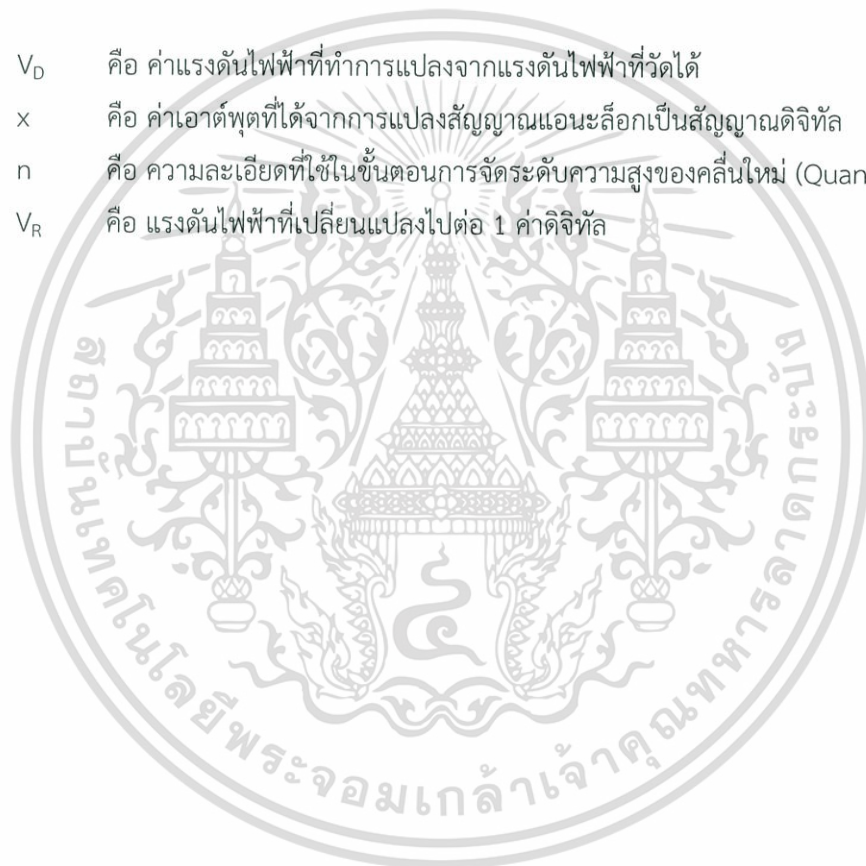 V_D คือ ค่าแรงดันไฟฟ้าที่ทำการแปลงจากแรงดันไฟฟ้าที่วัดได้
x คือ ค่าเอาต์พุตที่ได้จากการแปลงสัญญาณแอนะล็อกเป็นสัญญาณดิจิทัล
n คือ ความละเอียดที่ใช้ในขั้นตอนการจัดระดับความสูงของคลื่นใหม่ (Quan
V_R คือ แรงดันไฟฟ้าที่เปลี่ยนแปลงไปต่อ 1 ค่าดิจิทัล
สถาบันเทคโนโลยีพระจอมเกล้าเจ้าคุณทหารลาดกระบัง
๔